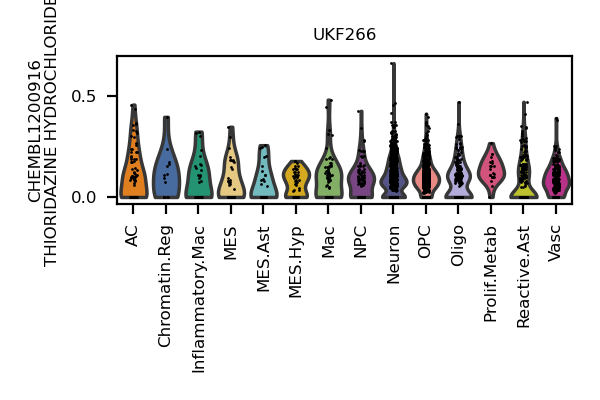 UKF266
CHEMBL1200916
THIORIDAZINE HYDROCHLORIDE
0.5
0.0
AC
Chromatin.Reg
Inflammatory.Mac
MES
MES.Ast
MES.Hyp
Mac
NPC
Neuron
OPC
Oligo
Prolif.Metab
Reactive.Ast
Vasc